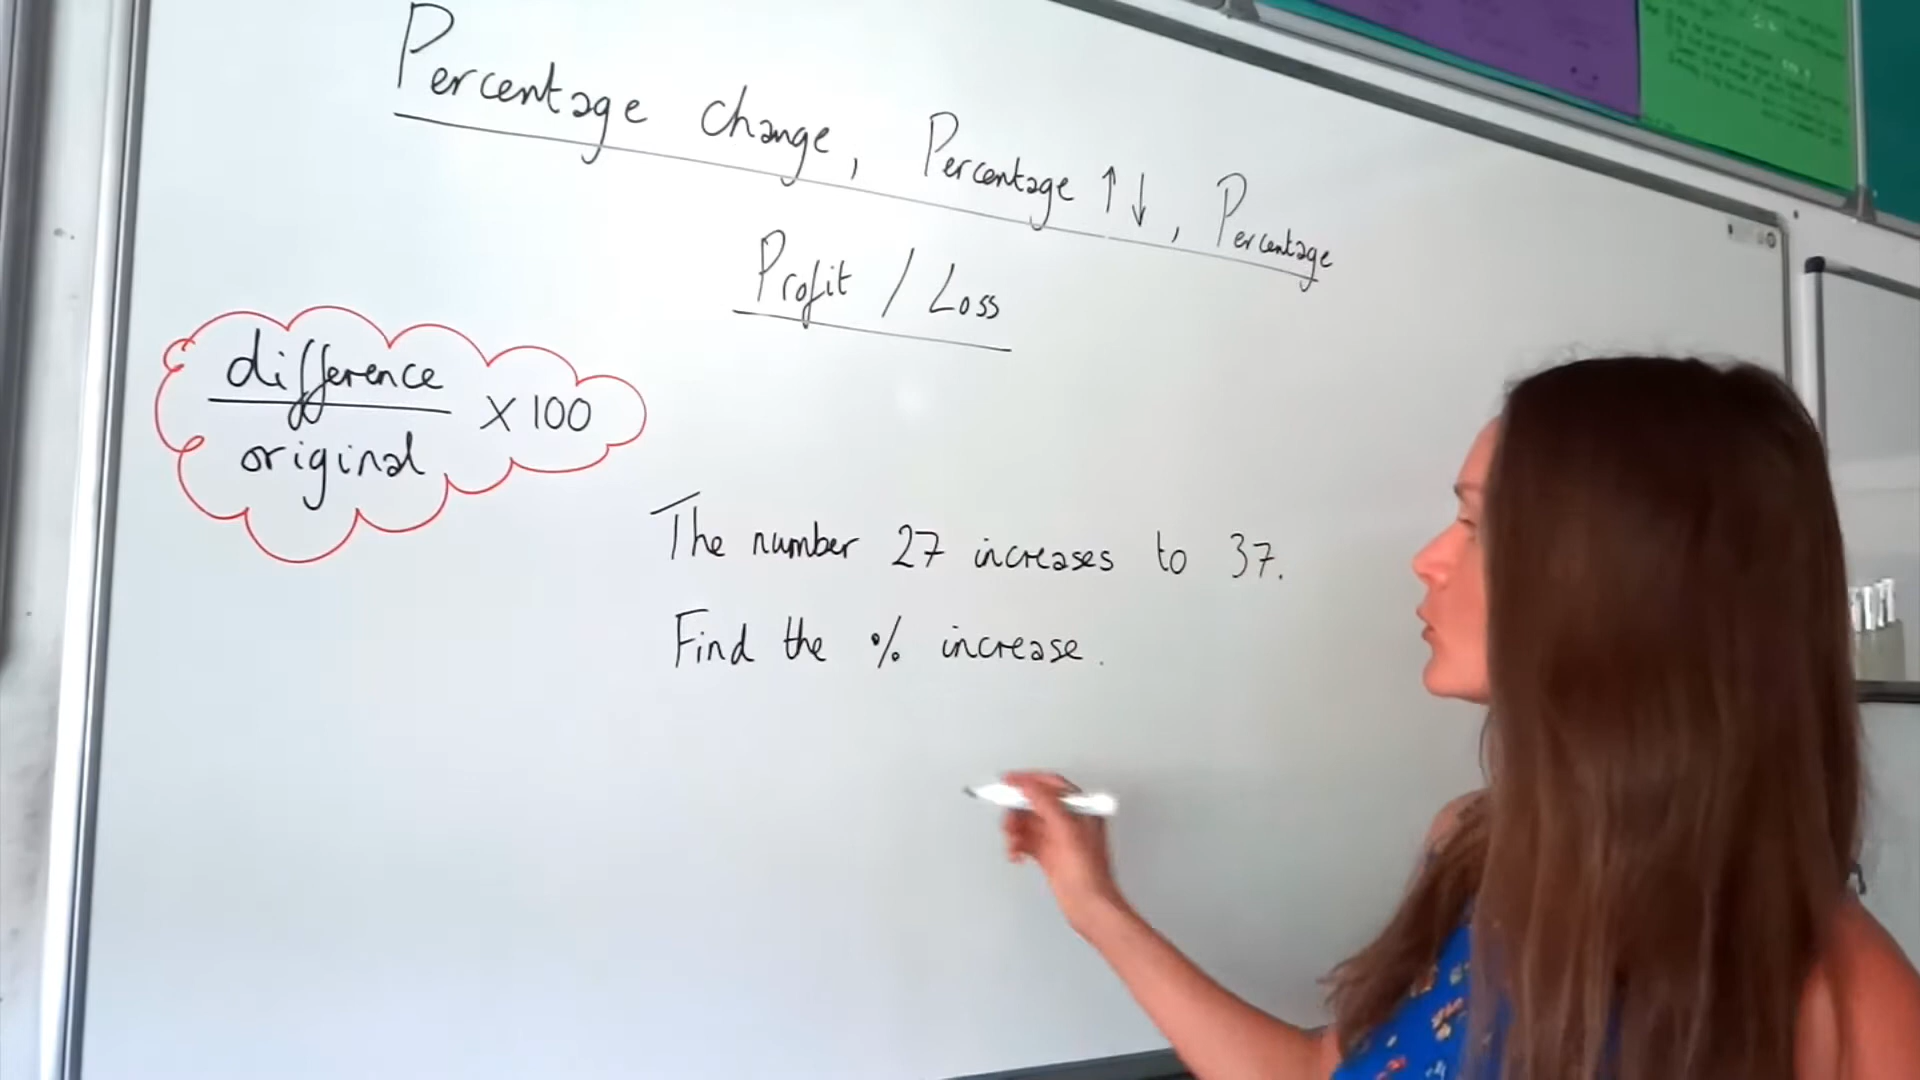 Percentage change, Percentage ↑↓, Percentage
Profit / Loss
difference
original
x 100
The number 27 increases to 37.
Find the % increase.